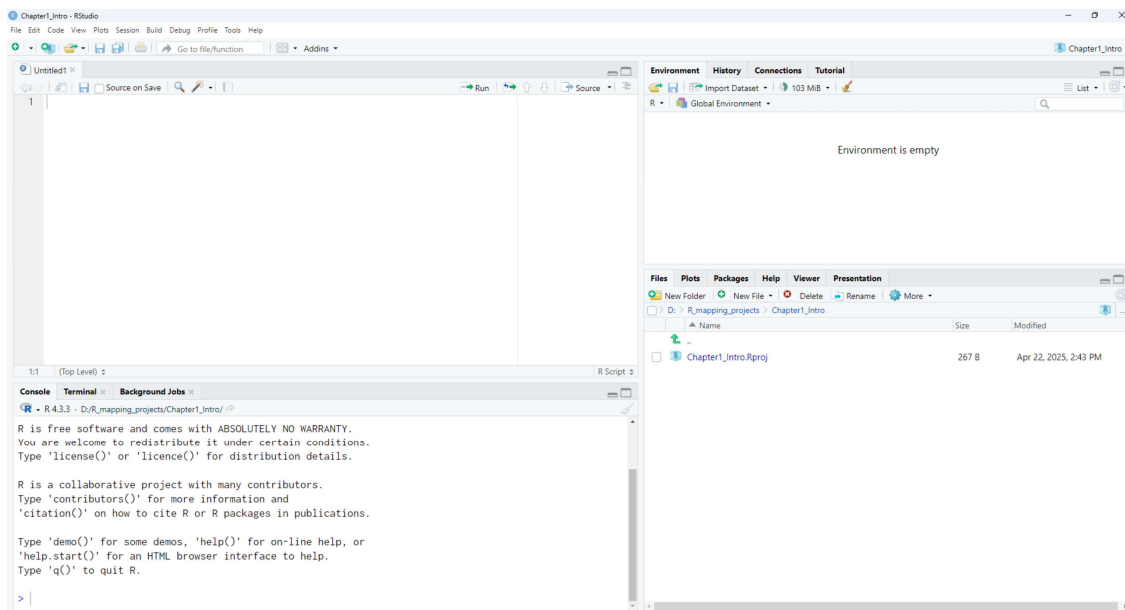 Chapter1_Intro - RStudio
File Edit Code View Plots Session Build Debug Profile Tools Help
Go to file/function Addins Chapter1_Intro
Untitled1
Source on Save Run Source
1
1:1 (Top Level) R Script
Console Terminal Background Jobs
R 4.3.3 · D:/R_mapping_projects/Chapter1_Intro/
R is free software and comes with ABSOLUTELY NO WARRANTY.
You are welcome to redistribute it under certain conditions.
Type 'license()' or 'licence()' for distribution details.
R is a collaborative project with many contributors.
Type 'contributors()' for more information and
'citation()' on how to cite R or R packages in publications.
Type 'demo()' for some demos, 'help()' for on-line help, or
'help.start()' for an HTML browser interface to help.
Type 'q()' to quit R.
>
Environment History Connections Tutorial
Import Dataset 103 MiB List
R Global Environment
Environment is empty
Files Plots Packages Help Viewer Presentation
New Folder New File Delete Rename More
D: > R_mapping_projects > Chapter1_Intro
Name Size Modified
..
Chapter1_Intro.Rproj 267 B Apr 22, 2025, 2:43 PM